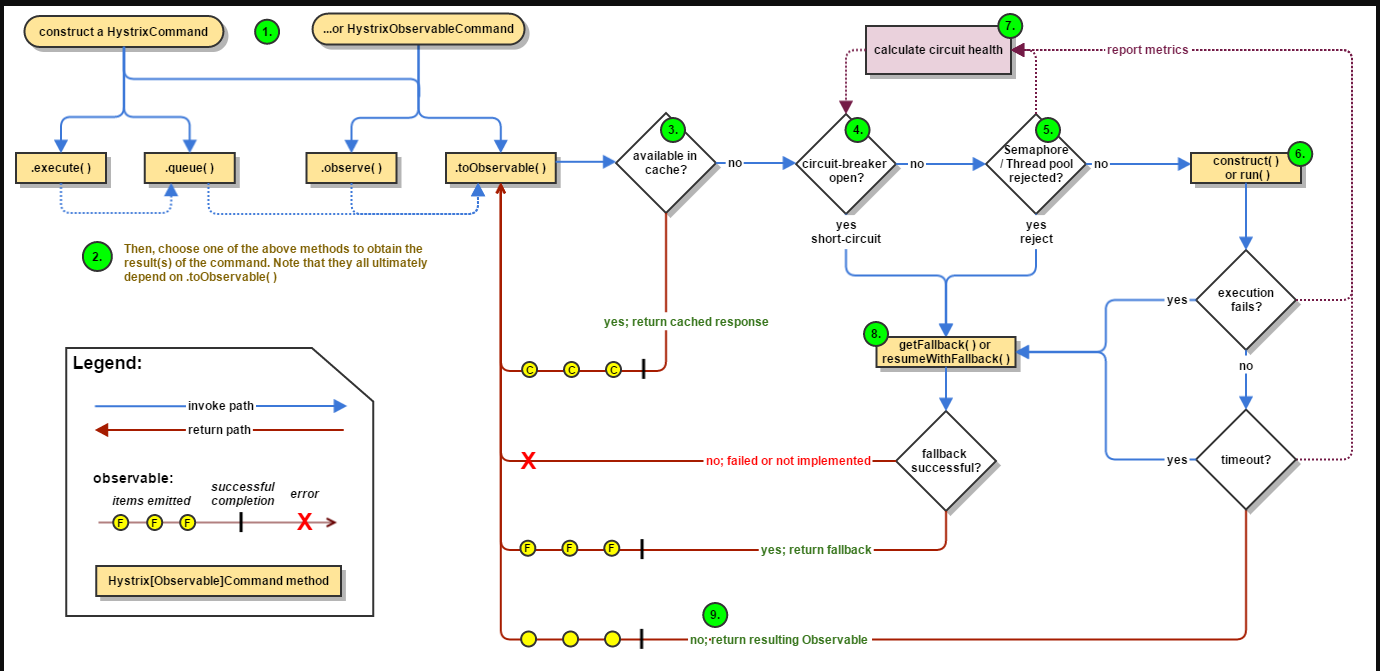 construct a HystrixCommand
1.
...or HystrixObservableCommand
7.
calculate circuit health
report metrics
.execute( )
.queue( )
.observe( )
.toObservable( )
3.
available in
cache?
no
4.
circuit-breaker
open?
no
5.
Semaphore
/ Thread pool
rejected?
no
6.
construct( )
or run( )
yes
short-circuit
yes
reject
2.
Then, choose one of the above methods to obtain the
result(s) of the command. Note that they all ultimately
depend on .toObservable( )
execution
fails?
yes
no
yes; return cached response
C
C
C
8.
getFallback( ) or
resumeWithFallback( )
Legend:
invoke path
return path
observable:
items emitted
successful
completion
error
F
F
F
X
Hystrix[Observable]Command method
X
no; failed or not implemented
fallback
successful?
yes
timeout?
F
F
F
yes; return fallback
9.
no; return resulting Observable